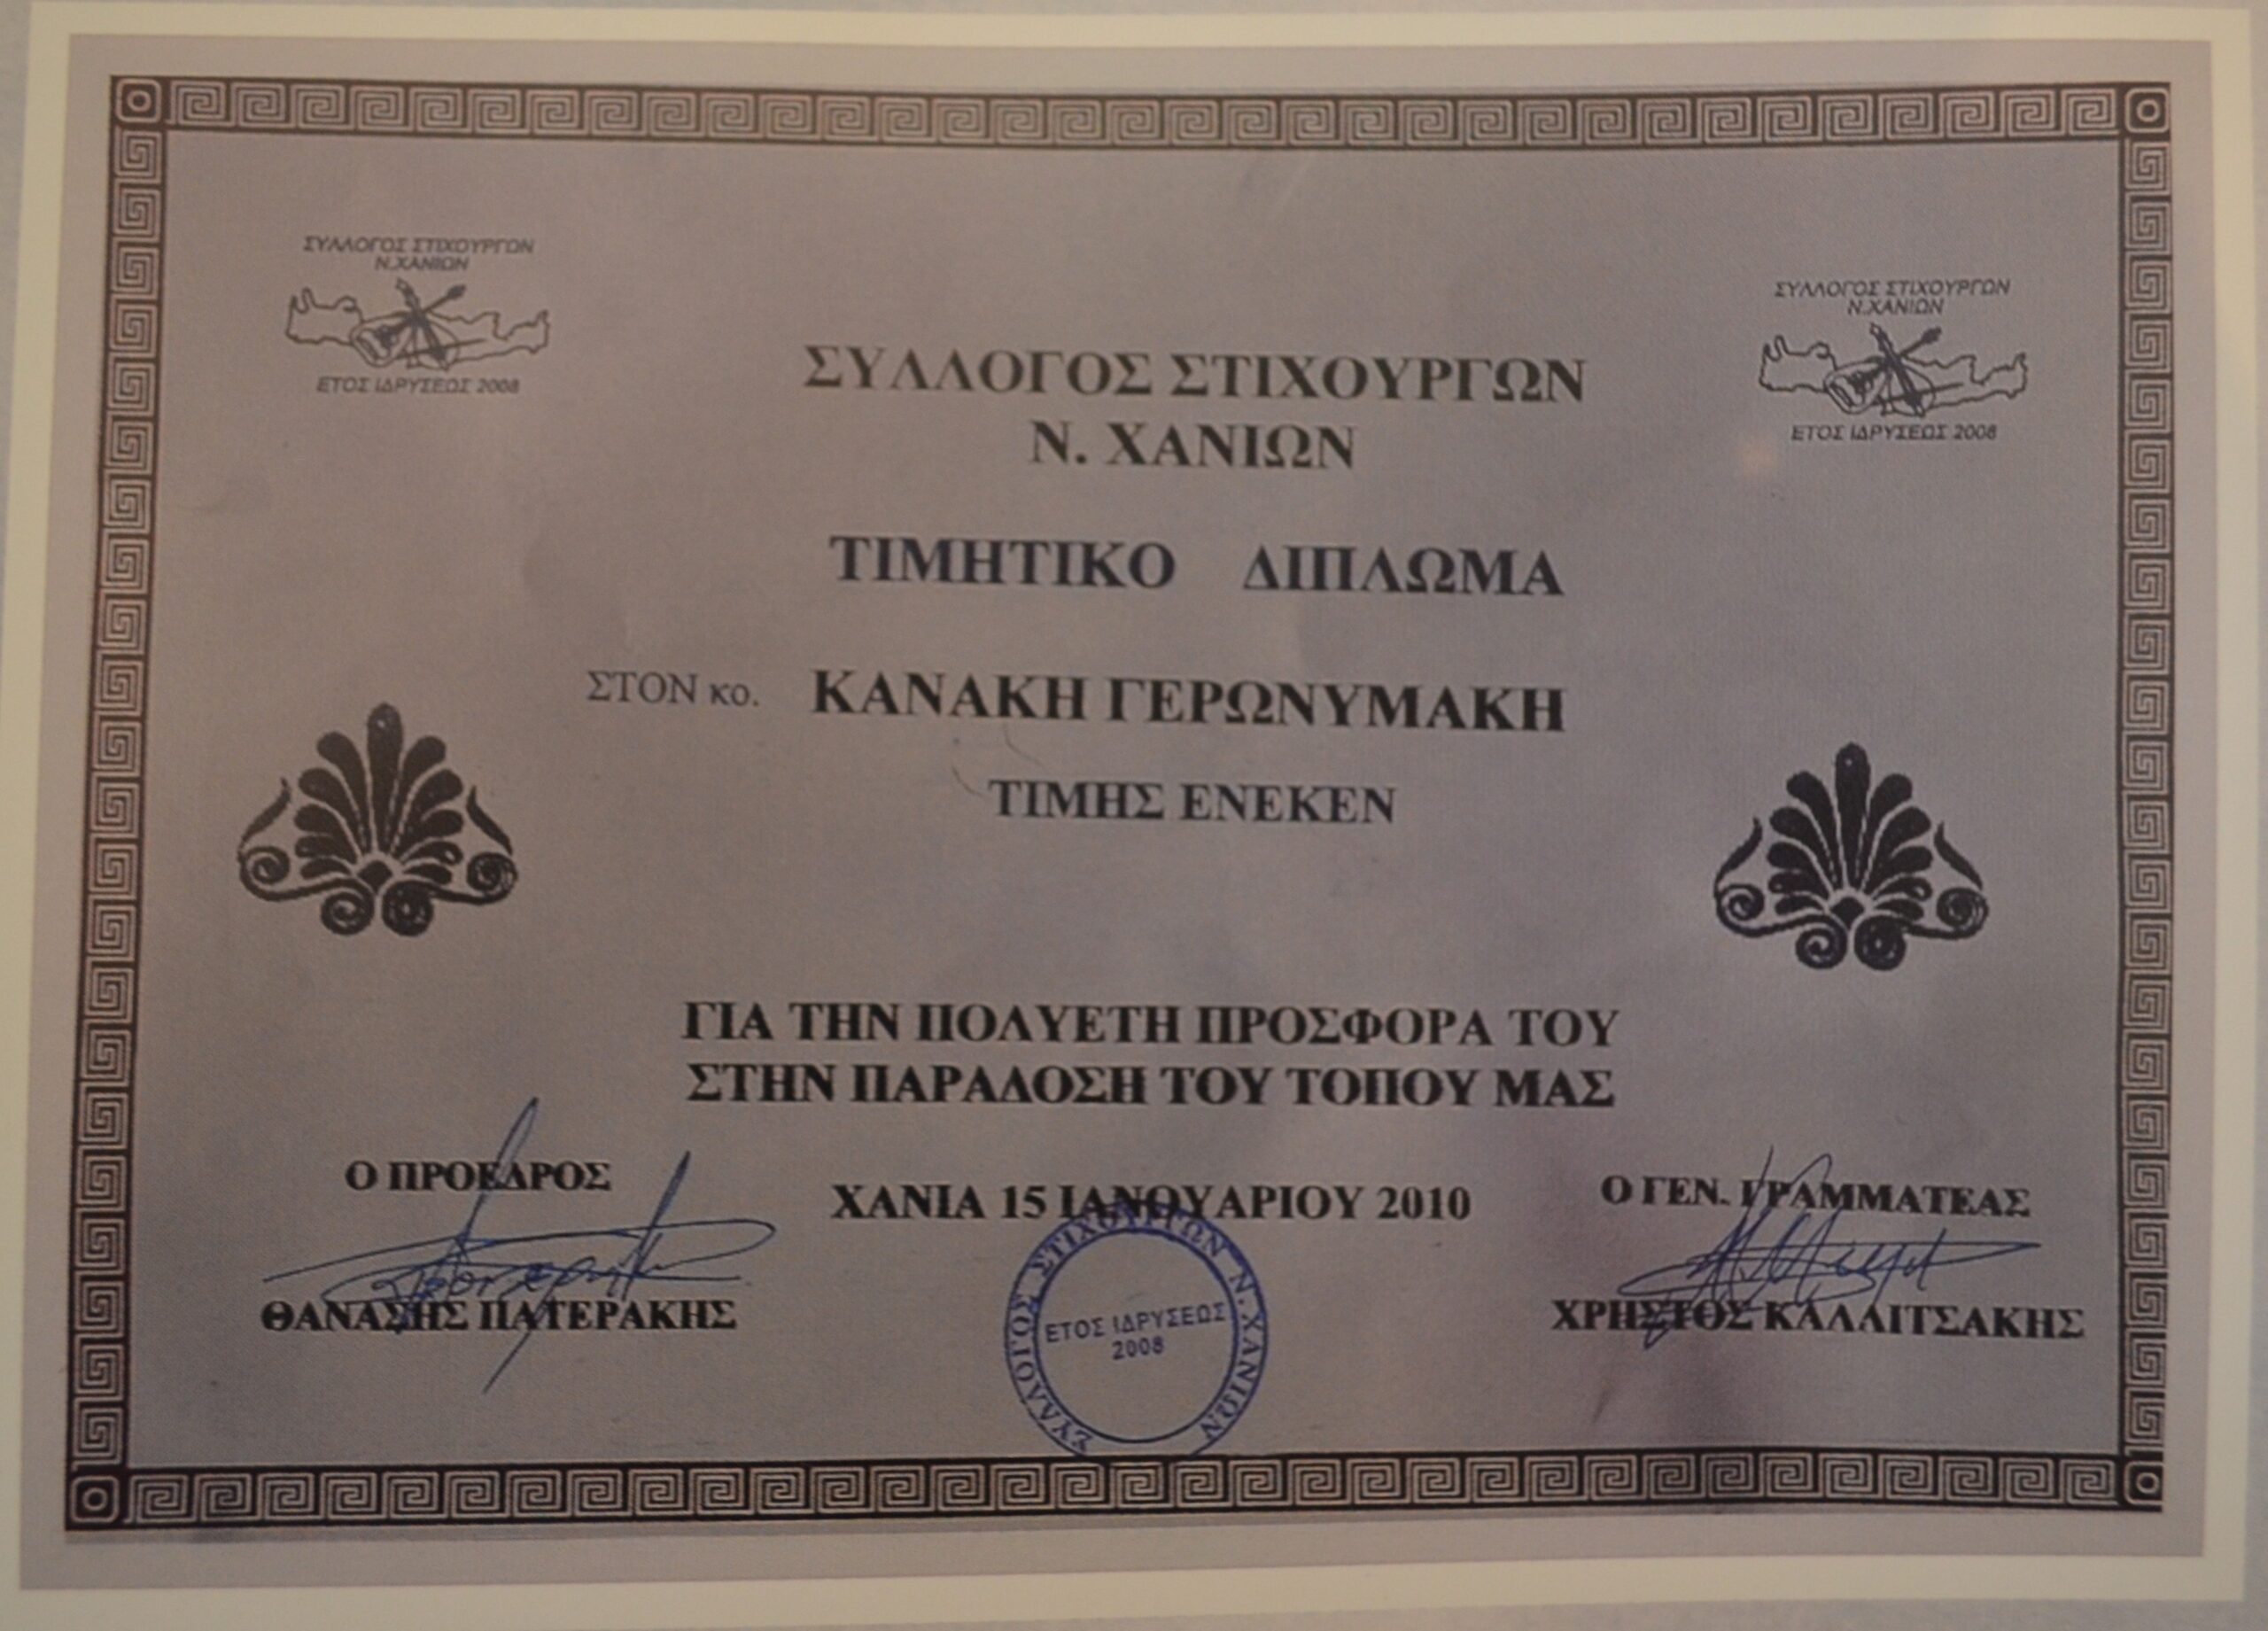 ΣΥΛΛΟΓΟΣ ΣΤΙΧΟΥΡΓΩΝ
Ν.ΧΑΝΙΩΝ
ΕΤΟΣ ΙΔΡΥΣΕΩΣ 2008
ΣΥΛΛΟΓΟΣ ΣΤΙΧΟΥΡΓΩΝ
Ν.ΧΑΝΙΩΝ
ΕΤΟΣ ΙΔΡΥΣΕΩΣ 2008
ΣΥΛΛΟΓΟΣ ΣΤΙΧΟΥΡΓΩΝ
Ν. ΧΑΝΙΩΝ
ΤΙΜΗΤΙΚΟ ΔΙΠΛΩΜΑ
ΣΤΟΝ κο. ΚΑΝΑΚΗ ΓΕΡΩΝΥΜΑΚΗ
ΤΙΜΗΣ ΕΝΕΚΕΝ
ΓΙΑ ΤΗΝ ΠΟΛΥΕΤΗ ΠΡΟΣΦΟΡΑ ΤΟΥ
ΣΤΗΝ ΠΑΡΑΔΟΣΗ ΤΟΥ ΤΟΠΟΥ ΜΑΣ
Ο ΠΡΟΕΔΡΟΣ
ΘΑΝΑΣΗΣ ΠΑΤΕΡΑΚΗΣ
ΧΑΝΙΑ 15 ΙΑΝΟΥΑΡΙΟΥ 2010
ΣΥΛΛΟΓΟΣ ΣΤΙΧΟΥΡΓΩΝ Ν.ΧΑΝΙΩΝ
ΕΤΟΣ ΙΔΡΥΣΕΩΣ
2008
Ο ΓΕΝ. ΓΡΑΜΜΑΤΕΑΣ
ΧΡΗΣΤΟΣ ΚΑΛΑΙΤΣΑΚΗΣ